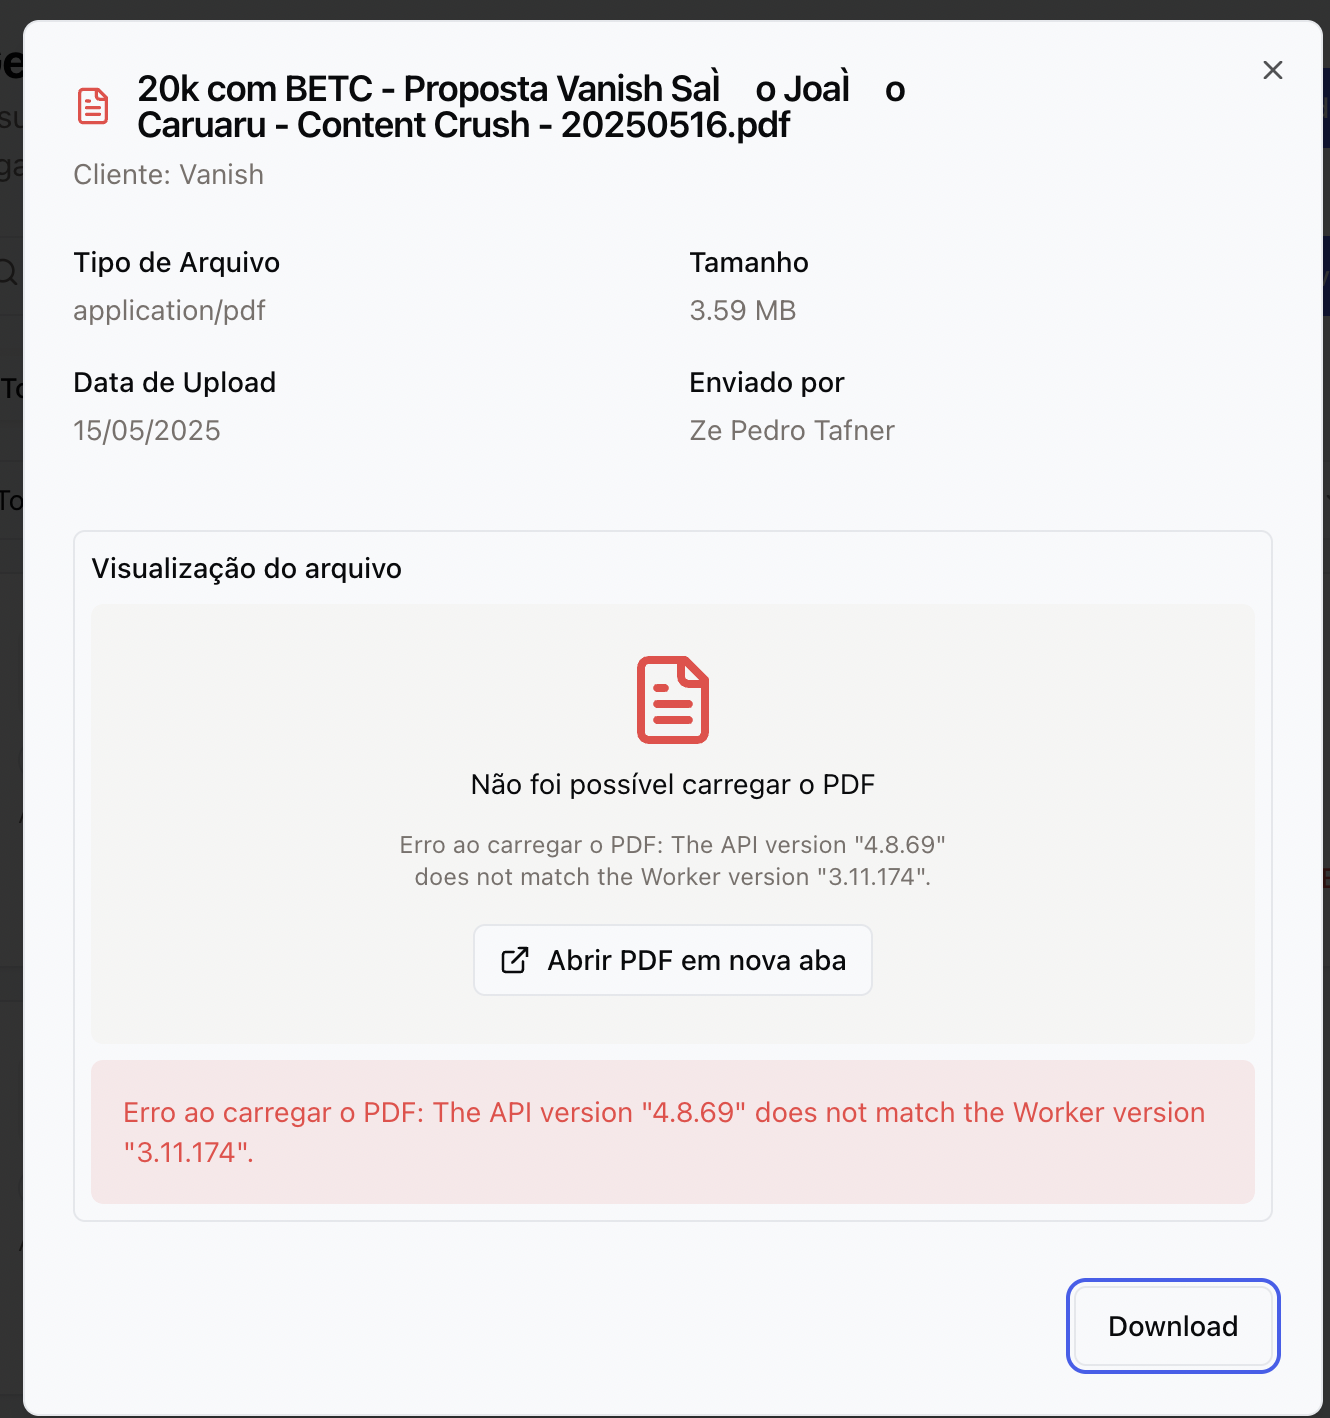 20k com BETC - Proposta Vanish SaÌ o JoaÌ o
Caruaru - Content Crush - 20250516.pdf
Cliente: Vanish
Tipo de Arquivo
Tamanho
application/pdf
3.59 MB
Data de Upload
Enviado por
15/05/2025
Ze Pedro Tafner
Visualização do arquivo
Não foi possível carregar o PDF
Erro ao carregar o PDF: The API version "4.8.69"
does not match the Worker version "3.11.174".
Abrir PDF em nova aba
Erro ao carregar o PDF: The API version "4.8.69" does not match the Worker version
"3.11.174".
Download